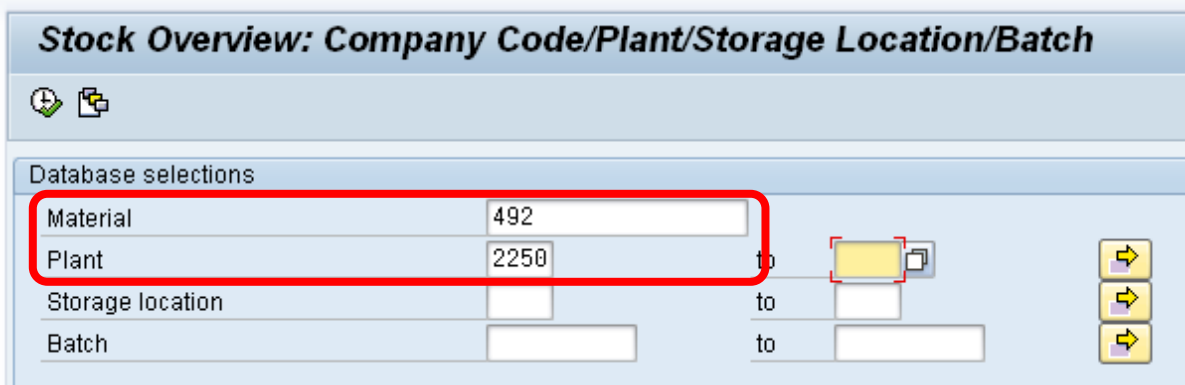 Stock Overview: Company Code/Plant/Storage Location/Batch
Database selections
Material 492
Plant 2250 to
Storage location to
Batch to